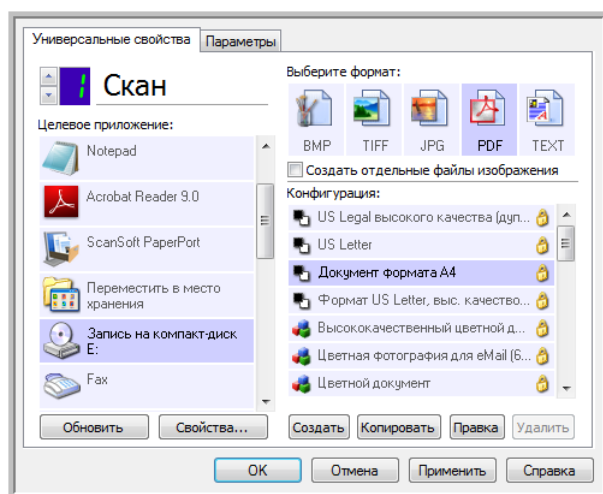 Универсальные свойства
Параметры
1
Скан
Целевое приложение:
Notepad
Acrobat Reader 9.0
ScanSoft PaperPort
Переместить в место
хранения
Запись на компакт-диск
E:
Fax
Обновить
Свойства...
Выберите формат:
BMP
TIFF
JPG
PDF
TEXT
Создать отдельные файлы изображения
Конфигурация:
US Legal высокого качества (дуп...
US Letter
Документ формата A4
Формат US Letter, выс. качество...
Высококачественный цветной д...
Цветная фотография для eMail (6...
Цветной документ
Создать
Копировать
Правка
Удалить
OK
Отмена
Применить
Справка